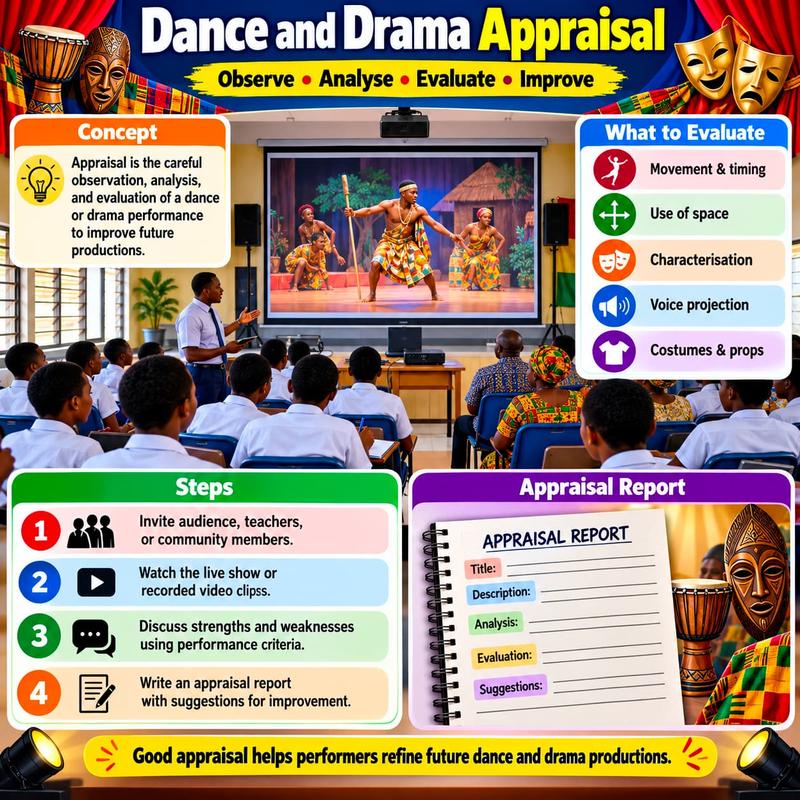 Dance and Drama Appraisal
Observe • Analyse • Evaluate • Improve
Concept
Appraisal is the careful
observation, analysis,
and evaluation of a dance
or drama performance
to improve future
productions.
What to Evaluate
Movement & timing
Use of space
Characterisation
Voice projection
Costumes & props
Steps
1
Invite audience, teachers,
or community members.
2
Watch the live show or
recorded video clipss.
3
Discuss strengths and weaknesses
using performance criteria.
4
Write an appraisal report
with suggestions for improvement.
Appraisal Report
APPRAISAL REPORT
Title:
Description:
Analysis:
Evaluation:
Suggestions:
Good appraisal helps performers refine future dance and drama productions.